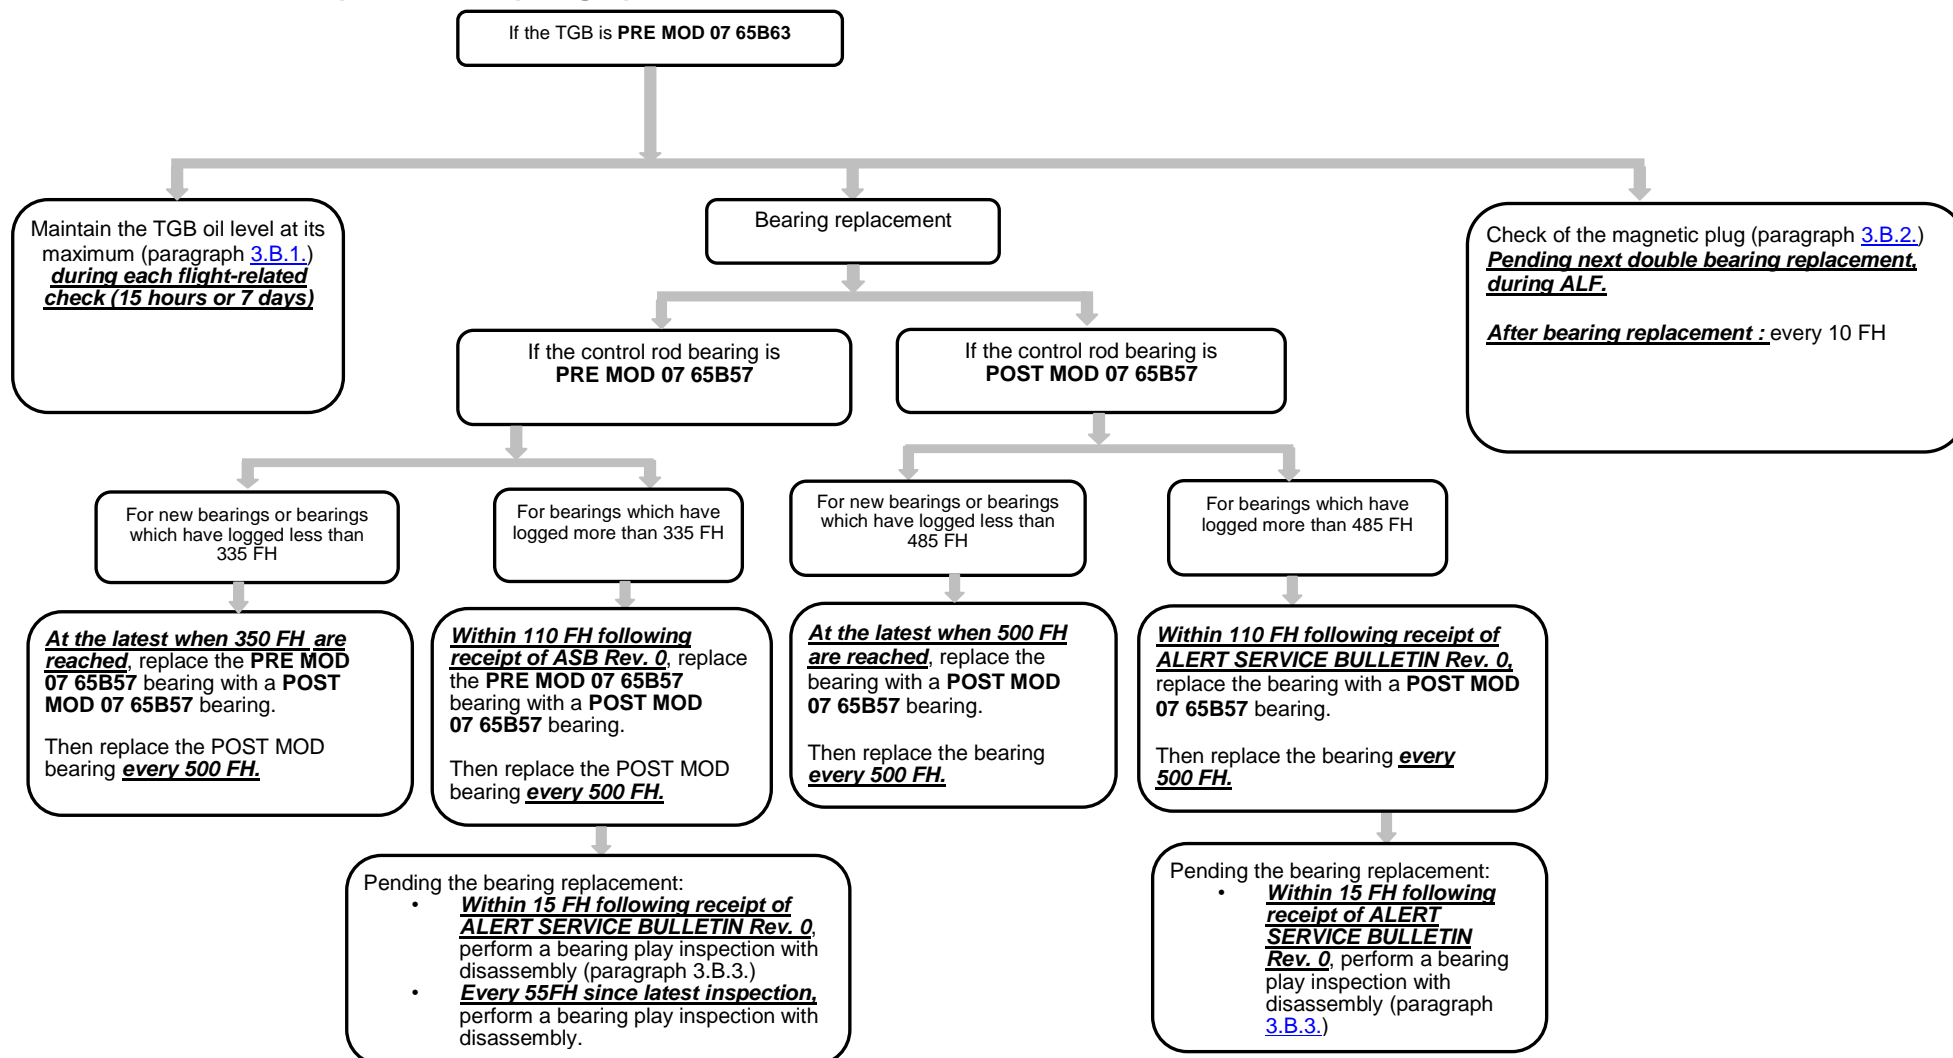 If the TGB is PRE MOD 07 65B63
Maintain the TGB oil level at its
maximum (paragraph 3.B.1.)
during each flight-related
check (15 hours or 7 days)
Bearing replacement
Check of the magnetic plug (paragraph 3.B.2.)
Pending next double bearing replacement,
during ALF.
After bearing replacement : every 10 FH
If the control rod bearing is
PRE MOD 07 65B57
If the control rod bearing is
POST MOD 07 65B57
For new bearings or bearings
which have logged less than
335 FH
For bearings which have
logged more than 335 FH
For new bearings or bearings
which have logged less than
485 FH
For bearings which have
logged more than 485 FH
At the latest when 350 FH are
reached, replace the PRE MOD
07 65B57 bearing with a POST
MOD 07 65B57 bearing.
Then replace the POST MOD
bearing every 500 FH.
Within 110 FH following
receipt of ASB Rev. 0, replace
the PRE MOD 07 65B57
bearing with a POST MOD
07 65B57 bearing.
Then replace the POST MOD
bearing every 500 FH.
At the latest when 500 FH
are reached, replace the
bearing with a POST MOD
07 65B57 bearing.
Then replace the bearing
every 500 FH.
Within 110 FH following receipt of
ALERT SERVICE BULLETIN Rev. 0,
replace the bearing with a POST MOD
07 65B57 bearing.
Then replace the bearing every
500 FH.
Pending the bearing replacement:
• Within 15 FH following receipt of
ALERT SERVICE BULLETIN Rev. 0,
perform a bearing play inspection with
disassembly (paragraph 3.B.3.)
• Every 55FH since latest inspection,
perform a bearing play inspection with
disassembly.
Pending the bearing replacement:
• Within 15 FH following
receipt of ALERT
SERVICE BULLETIN
Rev. 0, perform a bearing
play inspection with
disassembly (paragraph
3.B.3.)